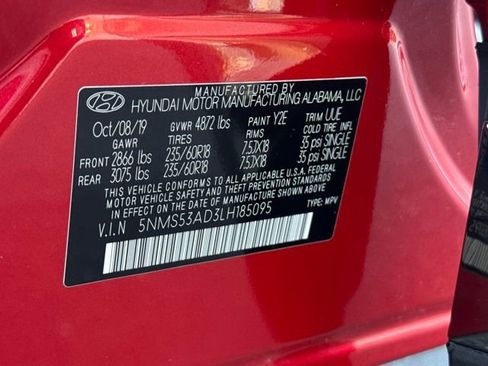 MANUFACTURED BY
HYUNDAI MOTOR MANUFACTURING ALABAMA, LLC
Oct/08/19 GVWR 4872 lbs PAINT Y2E TRIM UUE
GAWR TIRES RIMS COLD TIRE INFL
FRONT 2866 lbs 235/60R18 7.5JX18 35 psi SINGLE
REAR 3075 lbs 235/60R18 7.5JX18 35 psi SINGLE
THIS VEHICLE CONFORMS TO ALL APPLICABLE U.S.A. FEDERAL
MOTOR VEHICLE SAFETY, BUMPER, AND THEFT PREVENTION STANDARDS
IN EFFECT ON THE DATE OF MANUFACTURE SHOWN ABOVE.
V.I.N 5NMS53AD3LH185095 TYPE: MPV